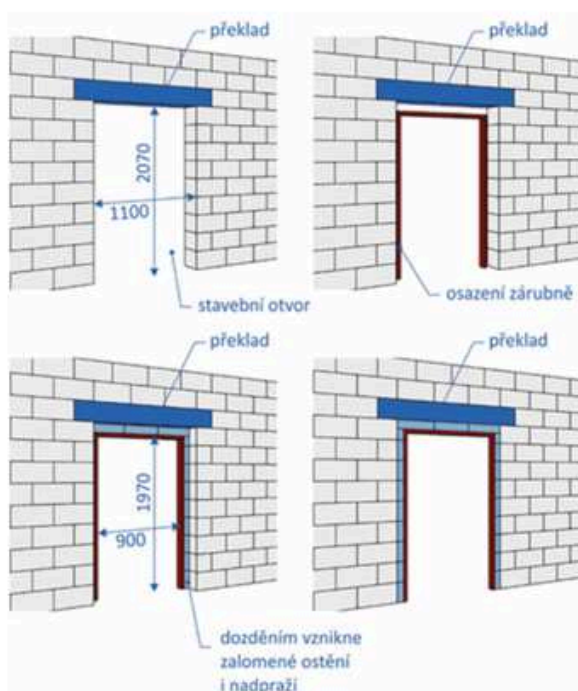 překlad
překlad
2070
1100
stavební otvor
osazení zárubně
překlad
překlad
1970
900
dozděním vznikne
zalomené ostění
i nadpraží